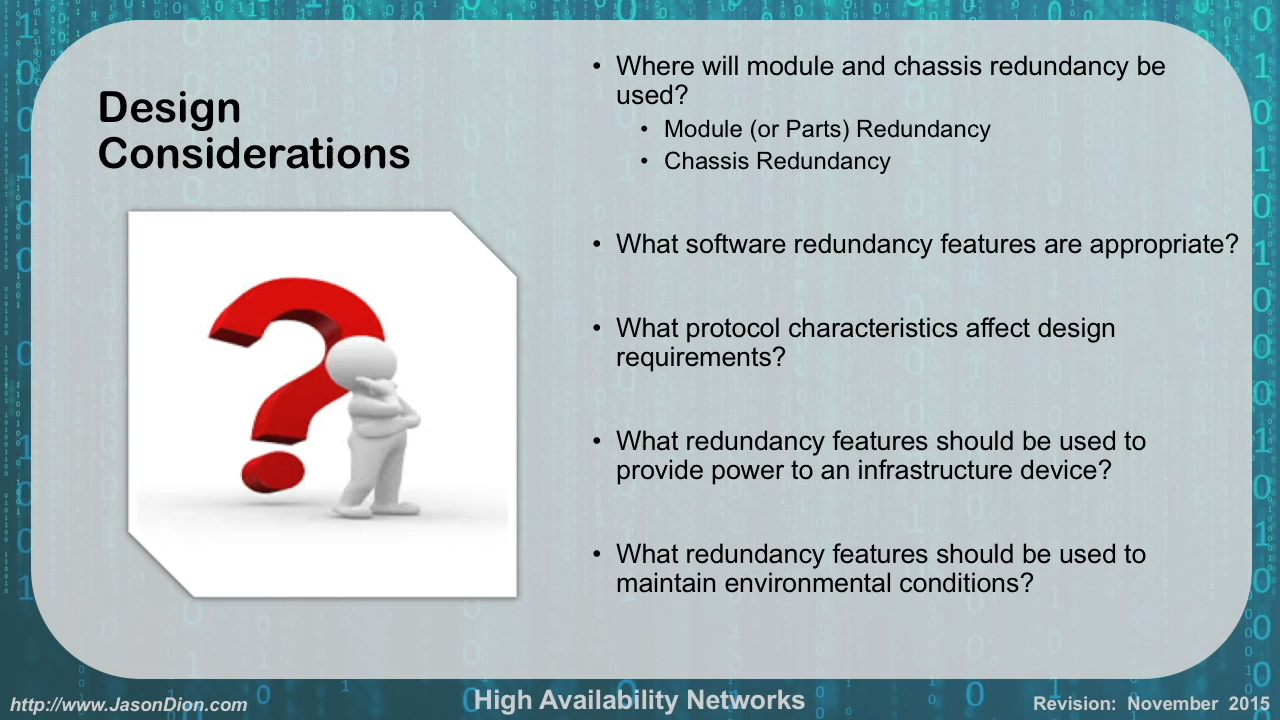 Design
Considerations
• Where will module and chassis redundancy be
used?
• Module (or Parts) Redundancy
• Chassis Redundancy
• What software redundancy features are appropriate?
• What protocol characteristics affect design
requirements?
• What redundancy features should be used to
provide power to an infrastructure device?
• What redundancy features should be used to
maintain environmental conditions?
http://www.JasonDion.com
High Availability Networks
Revision: November 2015